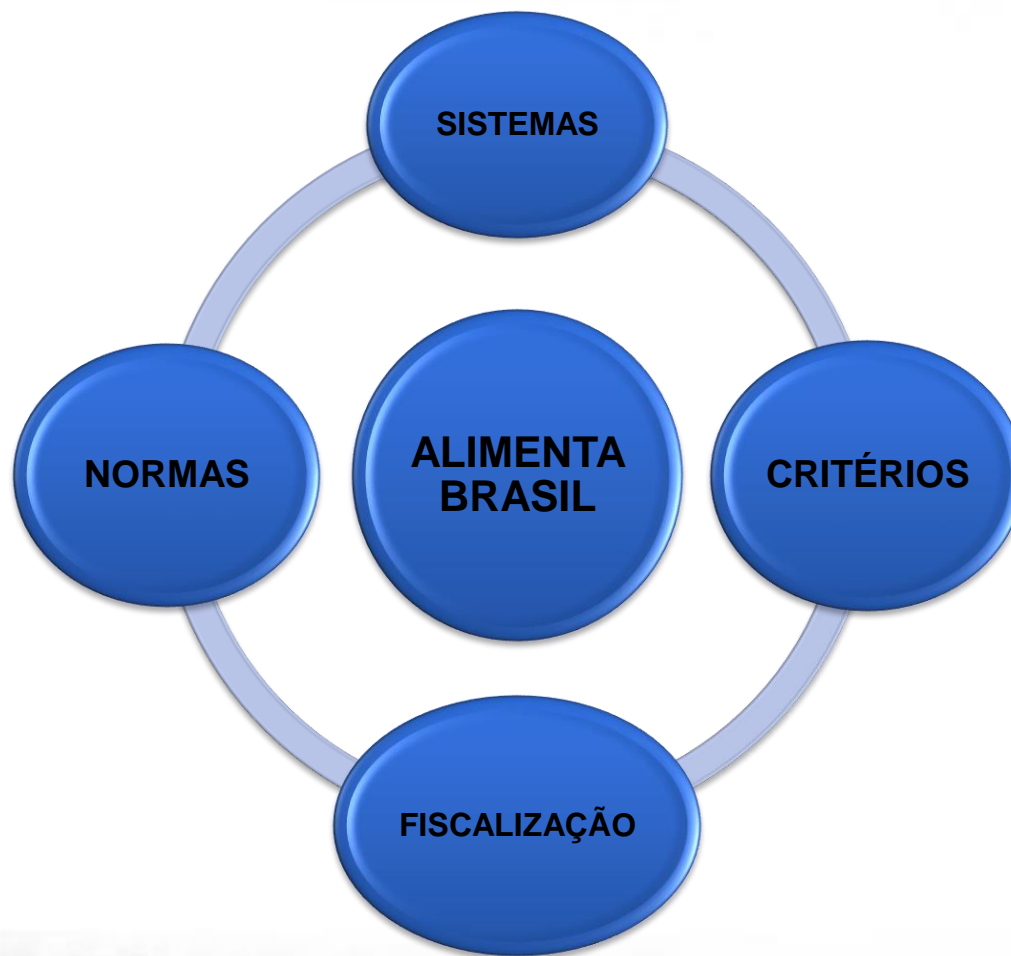 SISTEMAS
NORMAS
ALIMENTA
BRASIL
CRITÉRIOS
FISCALIZAÇÃO